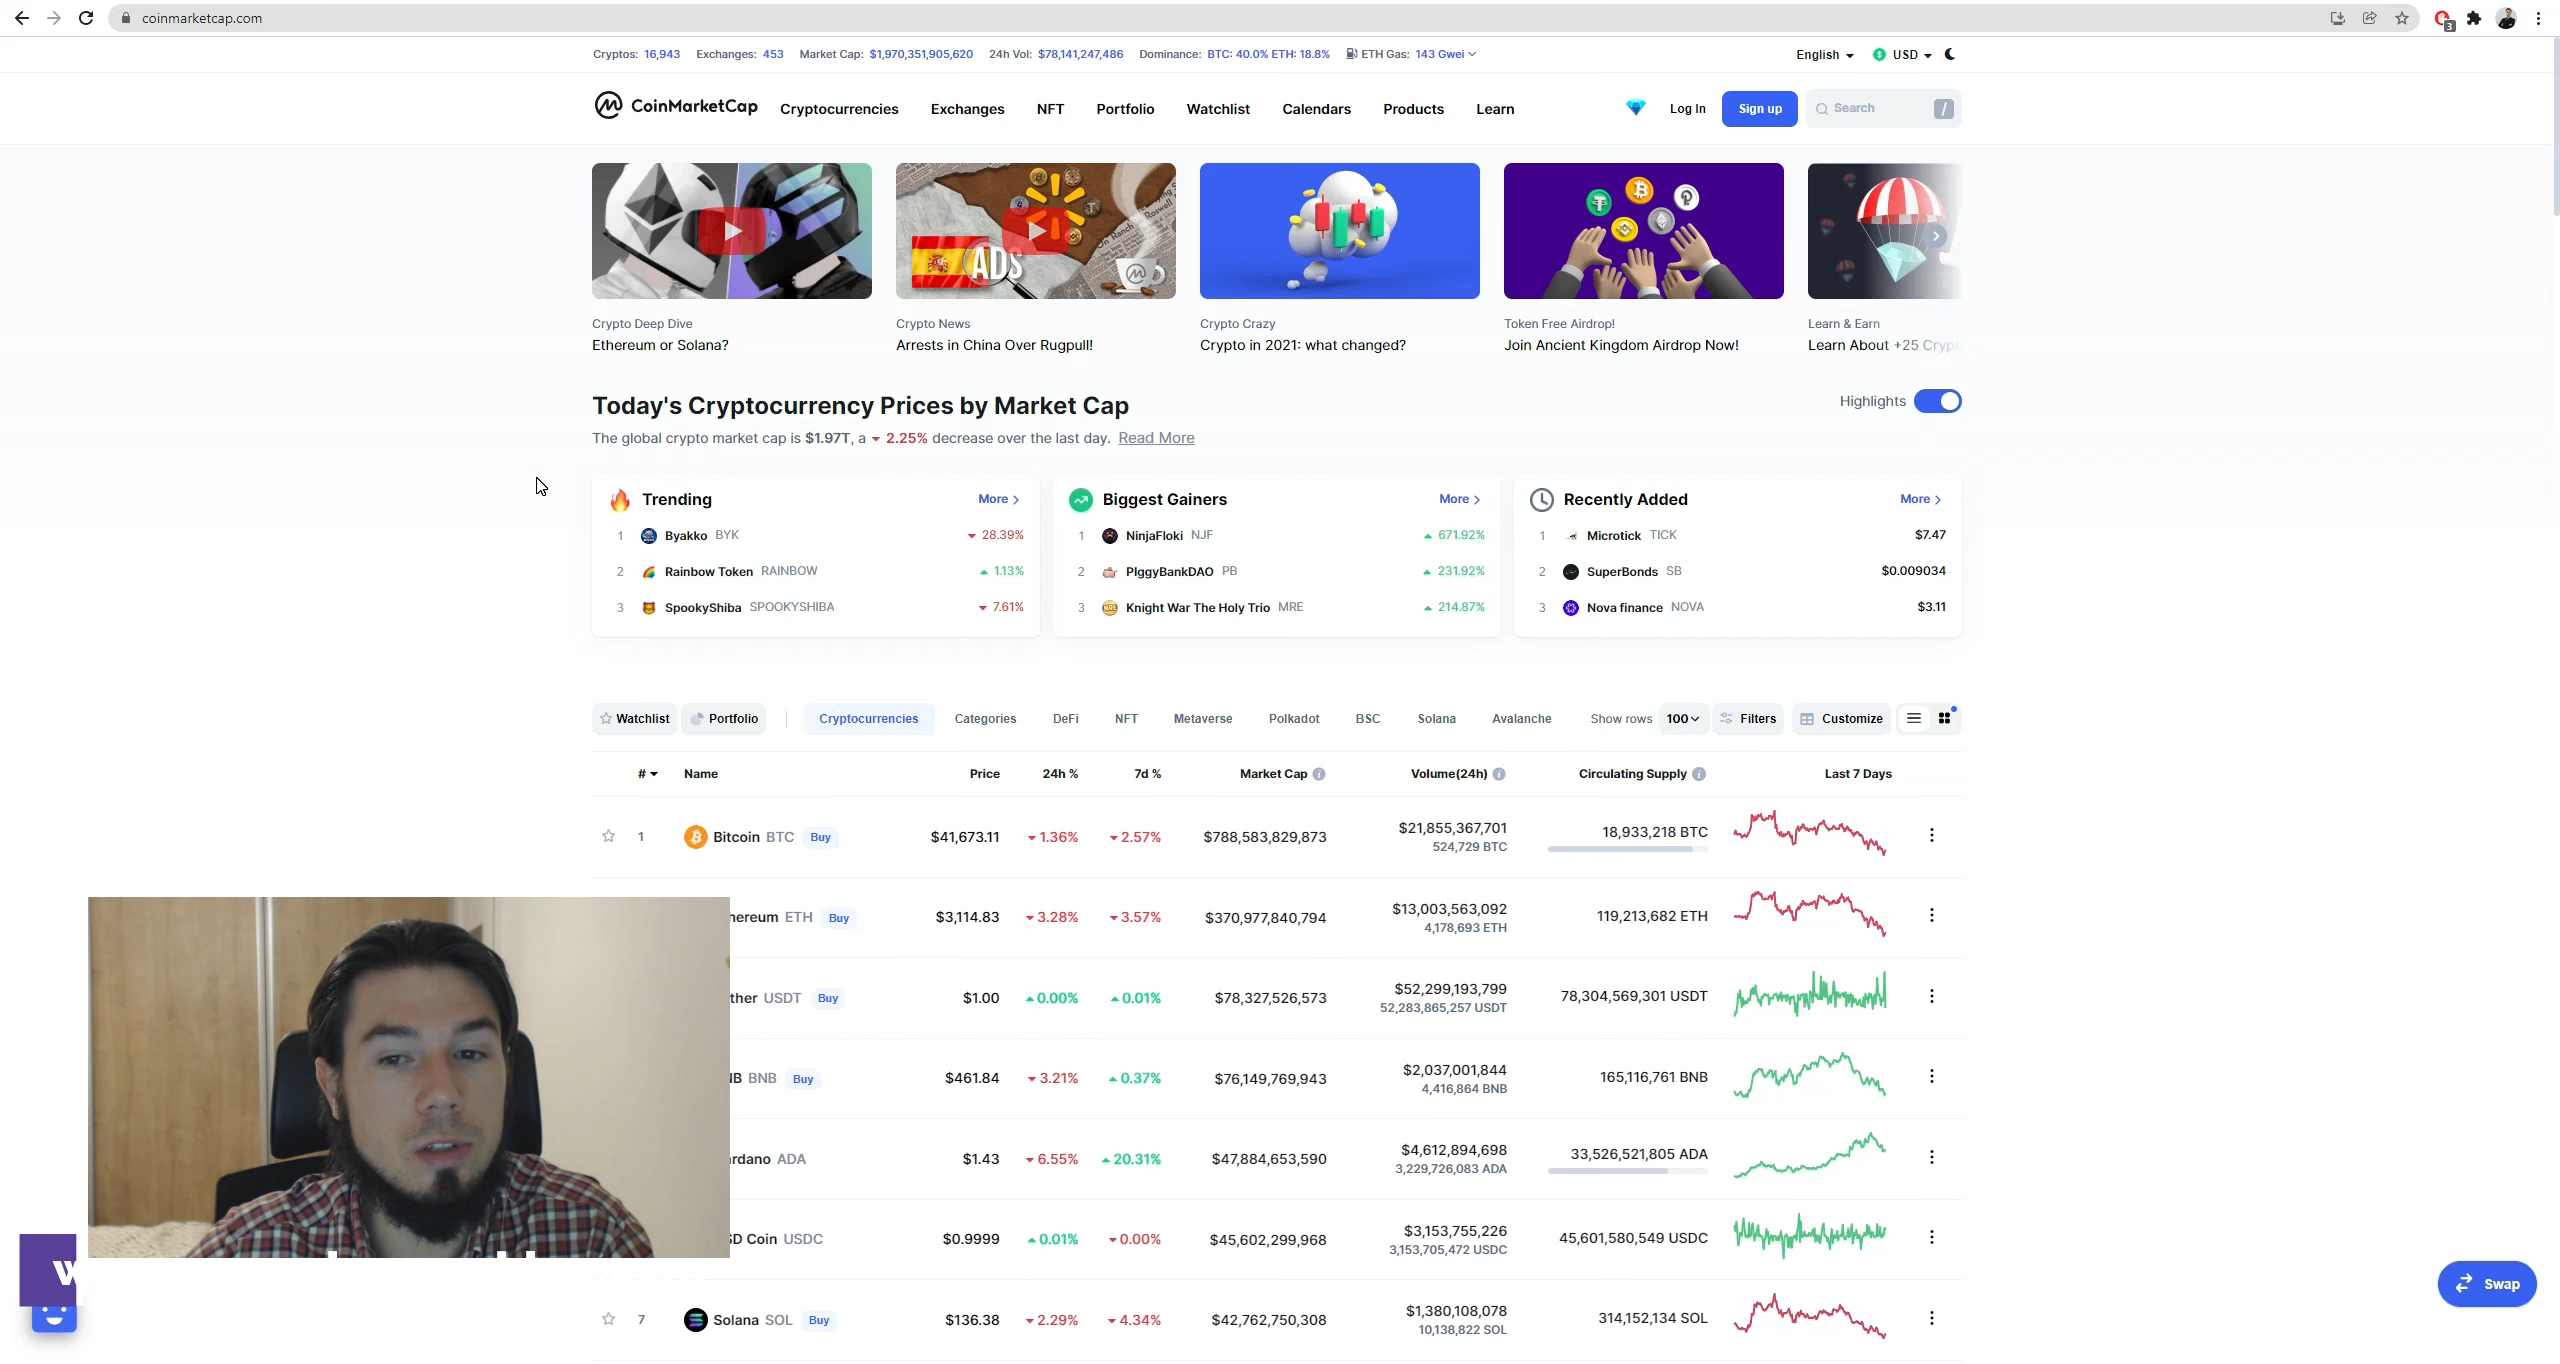 coinmarketcap.com
3
Cryptos: 16,943 Exchanges: 453 Market Cap: $1,970,351,905,620 24h Vol: $78,141,247,486 Dominance: BTC: 40.0% ETH: 18.8% ETH Gas: 143 Gwei
English USD
CoinMarketCap Cryptocurrencies Exchanges NFT Portfolio Watchlist Calendars Products Learn
Log In Sign up Search /
ADS
Crypto Deep Dive
Ethereum or Solana?
Crypto News
Arrests in China Over Rugpull!
Crypto Crazy
Crypto in 2021: what changed?
Token Free Airdrop!
Join Ancient Kingdom Airdrop Now!
Learn & Earn
Learn About +25 Crypt
Today's Cryptocurrency Prices by Market Cap
Highlights
The global crypto market cap is $1.97T, a 2.25% decrease over the last day. Read More
Trending More
1 Byakko BYK 28.39%
2 Rainbow Token RAINBOW 1.13%
3 SpookyShiba SPOOKYSHIBA 7.61%
Biggest Gainers More
1 NinjaFloki NJF 671.92%
2 PIggyBankDAO PB 231.92%
3 Knight War The Holy Trio MRE 214.87%
Recently Added More
1 Microtick TICK $7.47
2 SuperBonds SB $0.009034
3 Nova finance NOVA $3.11
Watchlist Portfolio Cryptocurrencies Categories DeFi NFT Metaverse Polkadot BSC Solana Avalanche Show rows 100 Filters Customize
# Name Price 24h % 7d % Market Cap Volume(24h) Circulating Supply Last 7 Days
1 Bitcoin BTC Buy $41,673.11 1.36% 2.57% $788,583,829,873 $21,855,367,701 18,933,218 BTC
524,729 BTC
hereum ETH Buy $3,114.83 3.28% 3.57% $370,977,840,794 $13,003,563,092 119,213,682 ETH
4,178,693 ETH
ther USDT Buy $1.00 0.00% 0.01% $78,327,526,573 $52,299,193,799 78,304,569,301 USDT
52,283,865,257 USDT
NB BNB Buy $461.84 3.21% 0.37% $76,149,769,943 $2,037,001,844 165,116,761 BNB
4,416,864 BNB
rdano ADA $1.43 6.55% 20.31% $47,884,653,590 $4,612,894,698 33,526,521,805 ADA
3,229,726,083 ADA
SD Coin USDC $0.9999 0.01% 0.00% $45,602,299,968 $3,153,755,226 45,601,580,549 USDC
3,153,705,472 USDC
7 Solana SOL Buy $136.38 2.29% 4.34% $42,762,750,308 $1,380,108,078 314,152,134 SOL
10,138,822 SOL
Swap